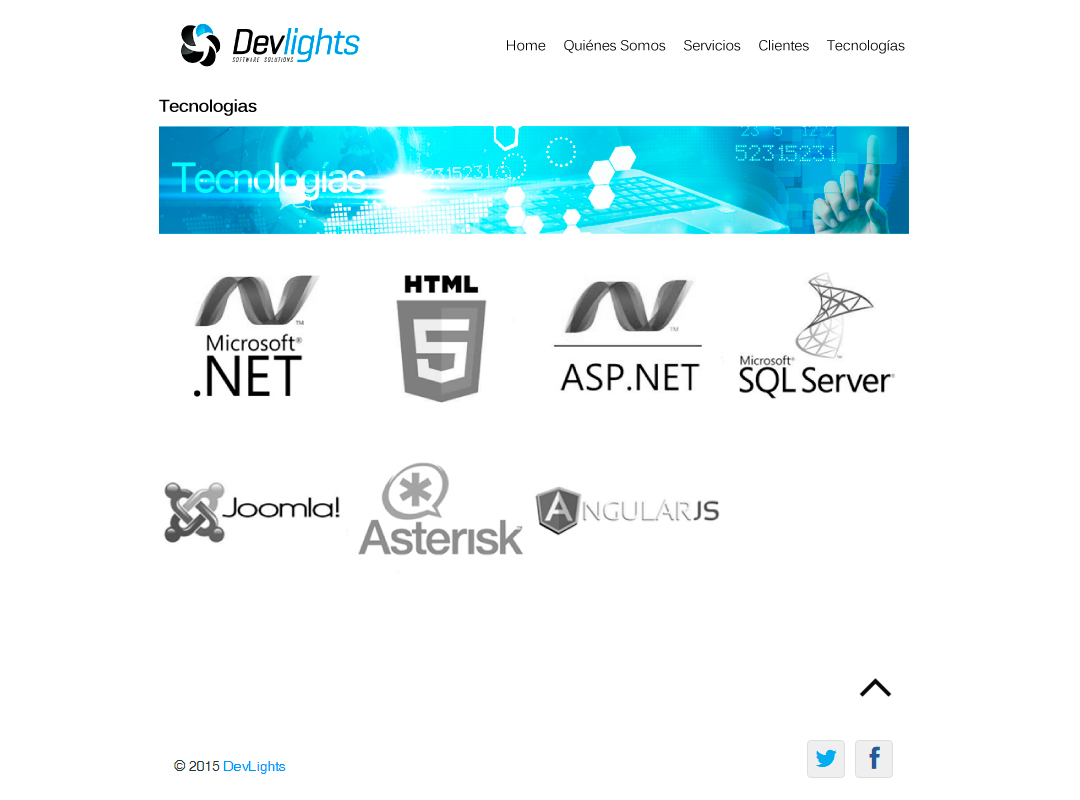 Devlights
SOFTWARE SOLUTIONS
Home Quiénes Somos Servicios Clientes Tecnologías
Tecnologias
Tecnologías
52315231
23 5 12 2
52315231
Microsoft®
.NET
HTML
5
ASP.NET
Microsoft®
SQL Server
Joomla!
Asterisk
ANGULARJS
© 2015 DevLights